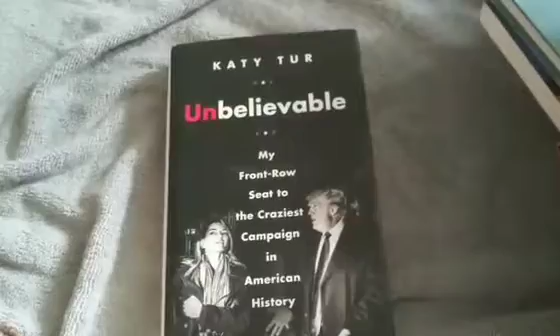 KATY TUR
Unbelievable
My
Front-Row
Seat to
the Craziest
Campaign
in
American
History